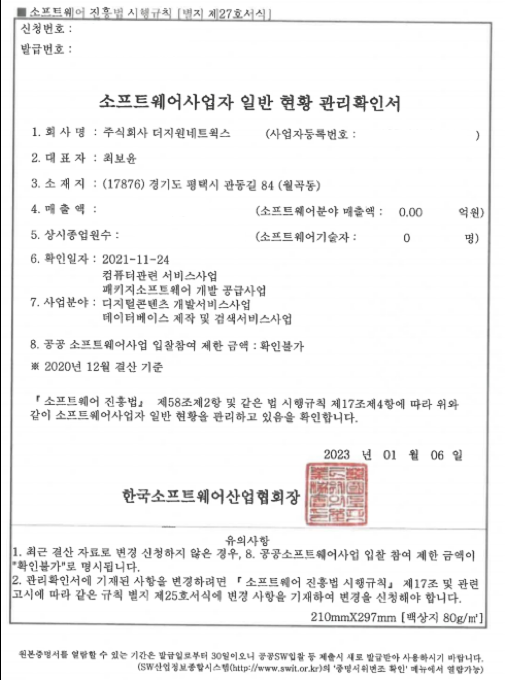 ■ 소프트웨어 진흥법 시행규칙 [별지 제27호서식]
신청번호 :
발급번호 :
소프트웨어사업자 일반 현황 관리확인서
1. 회 사 명 : 주식회사 더지원네트웍스 (사업자등록번호 : )
2. 대 표 자 : 최보윤
3. 소 재 지 : (17876) 경기도 평택시 관동길 84 (월곡동)
4. 매 출 액 : (소프트웨어분야 매출액 : 0.00 억원)
5. 상시종업원수 : (소프트웨어기술자 : 0 명)
6. 확인일자 : 2021-11-24
컴퓨터관련 서비스사업
패키지소프트웨어 개발 공급사업
7. 사업분야 : 디지털콘텐츠 개발서비스사업
데이터베이스 제작 및 검색서비스사업
8. 공공 소프트웨어사업 입찰참여 제한 금액 : 확인불가
※ 2020년 12월 결산 기준
『 소프트웨어 진흥법』 제58조제2항 및 같은 법 시행규칙 제17조제4항에 따라 위와
같이 소프트웨어사업자 일반 현황을 관리하고 있음을 확인합니다.
2023 년 01 월 06 일
한국소프트웨어산업협회장
유의사항
1. 최근 결산 자료로 변경 신청하지 않은 경우, 8. 공공소프트웨어사업 입찰 참여 제한 금액이
"확인불가"로 명시됩니다.
2. 관리확인서에 기재된 사항을 변경하려면 『 소프트웨어 진흥법 시행규칙』 제17조 및 관련
고시에 따라 같은 규칙 별지 제25호서식에 변경 사항을 기재하여 변경을 신청해야 합니다.
210mmX297mm [백상지 80g/㎡]
원본증명서를 열람할 수 있는 기간은 발급일로부터 30일이오니 공공SW입찰 등 제출시 새로 발급받아 사용하시기 바랍니다.
(SW산업정보종합시스템(http://www.swit.or.kr)의 '증명서위변조 확인' 메뉴에서 열람가능)